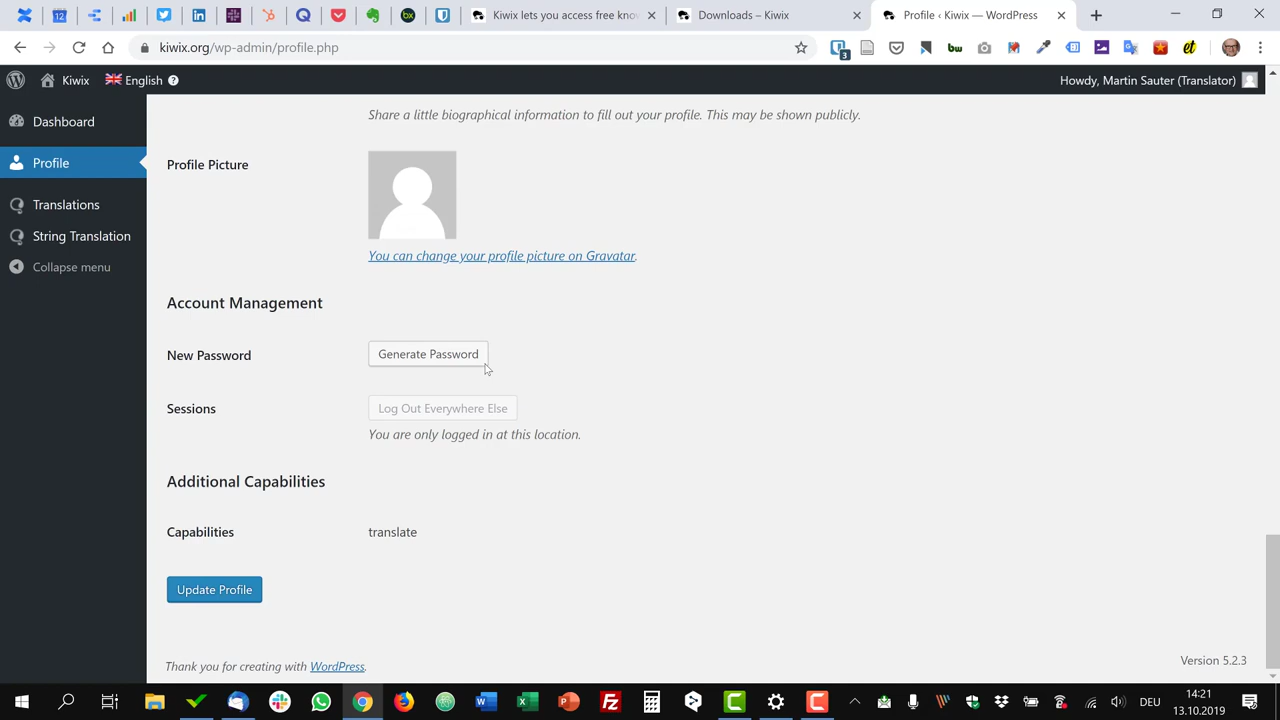 Kiwix lets you access free know
Downloads – Kiwix
Profile ‹ Kiwix — WordPress
kiwix.org/wp-admin/profile.php
3
Kiwix
English
Howdy, Martin Sauter (Translator)
Dashboard
Profile
Translations
String Translation
Collapse menu
Share a little biographical information to fill out your profile. This may be shown publicly.
Profile Picture
You can change your profile picture on Gravatar.
Account Management
New Password
Generate Password
Sessions
Log Out Everywhere Else
You are only logged in at this location.
Additional Capabilities
Capabilities
translate
Update Profile
Thank you for creating with WordPress.
Version 5.2.3
DEU
14:21
13.10.2019